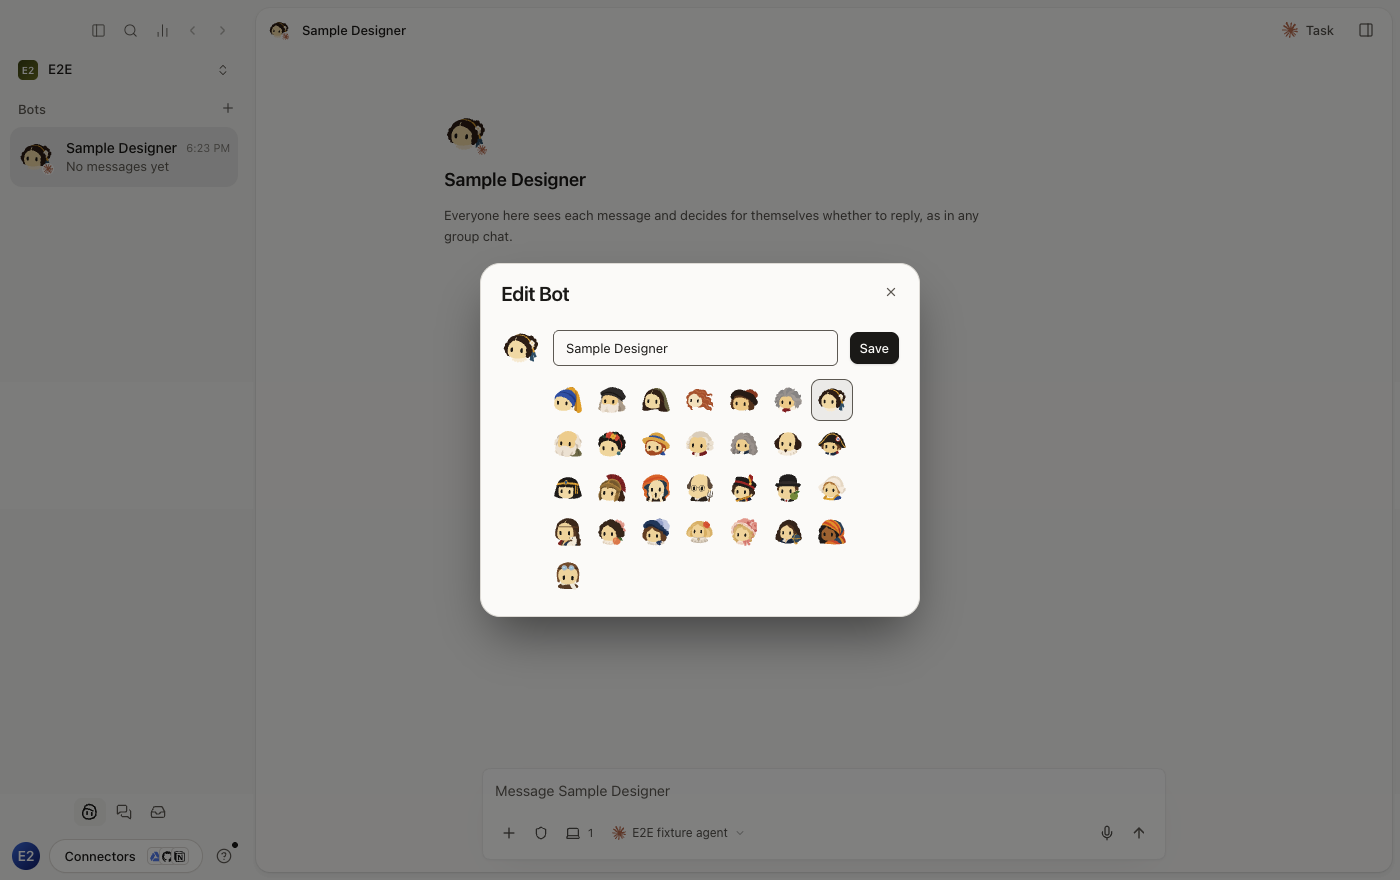 Sample Designer
Task
E2 E2E
Bots
Sample Designer 6:23 PM
No messages yet
Sample Designer
Everyone here sees each message and decides for themselves whether to reply, as in any
group chat.
Edit Bot
Sample Designer
Save
Message Sample Designer
1 E2E fixture agent
E2 Connectors